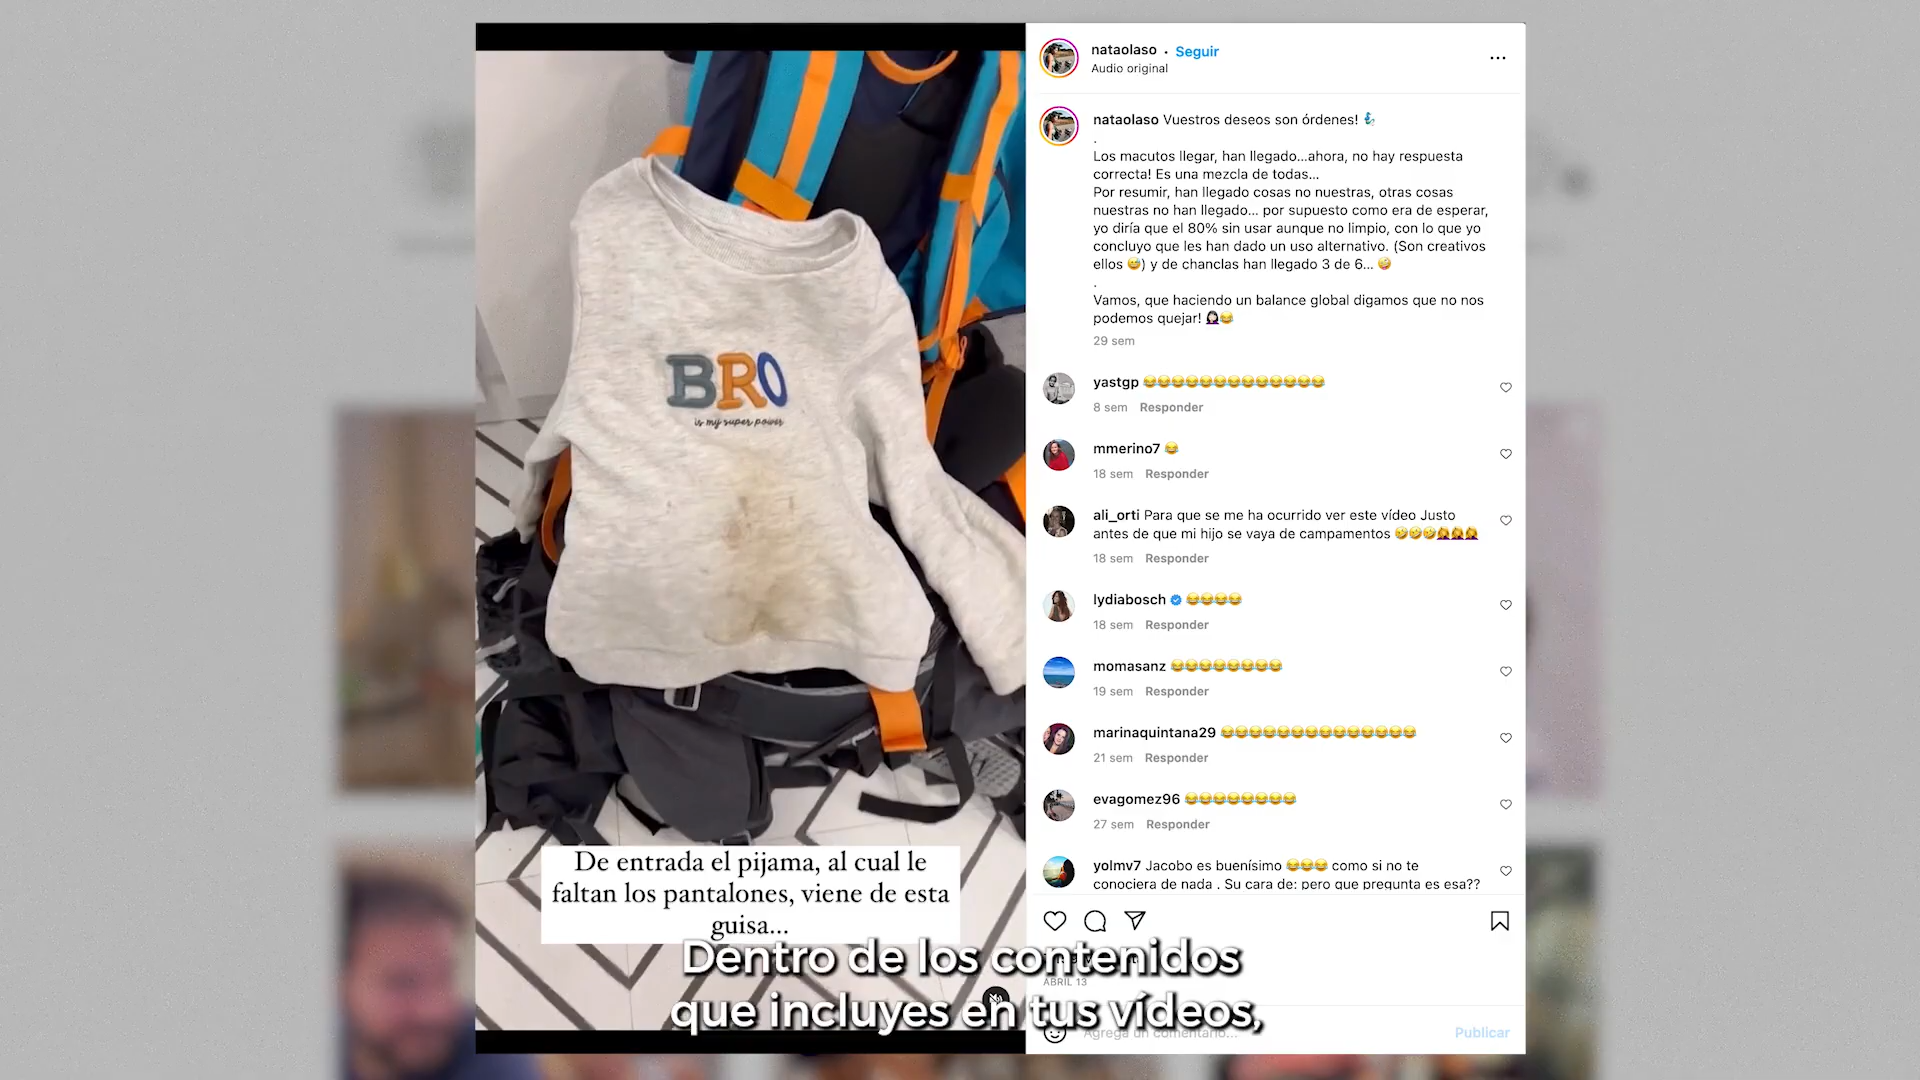 nataolaso · Seguir
Audio original
nataolaso Vuestros deseos son órdenes! 🧞‍♂️
.
Los macutos llegar, han llegado...ahora, no hay respuesta
correcta! Es una mezcla de todas...
Por resumir, han llegado cosas no nuestras, otras cosas
nuestras no han llegado... por supuesto como era de esperar,
yo diría que el 80% sin usar aunque no limpio, con lo que yo
concluyo que les han dado un uso alternativo. (Son creativos
ellos 😅) y de chanclas han llegado 3 de 6... 🤪
.
Vamos, que haciendo un balance global digamos que no nos
podemos quejar! 🤦🏻‍♀️😂
29 sem
yastgp 😂😂😂😂😂😂😂😂😂😂😂😂😂
8 sem Responder
mmerino7 😂
18 sem Responder
ali_orti Para que se me ha ocurrido ver este vídeo Justo
antes de que mi hijo se vaya de campamentos 🤣🤣🤣🤦‍♀️🤦‍♀️🤦‍♀️
18 sem Responder
lydiabosch 😂😂😂😂
18 sem Responder
momasanz 😂😂😂😂😂😂😂😂
19 sem Responder
marinaquintana29 😂😂😂😂😂😂😂😂😂😂😂😂😂😂
21 sem Responder
evagomez96 😂😂😂😂😂😂😂😂
27 sem Responder
yolmv7 Jacobo es buenísimo 😂😂😂 como si no te
conociera de nada . Su cara de: pero que pregunta es esa??
ABRIL 13
Agrega un comentario...
Publicar
BRO
is my super power
De entrada el pijama, al cual le
faltan los pantalones, viene de esta
guisa...
Dentro de los contenidos
que incluyes en tus vídeos,